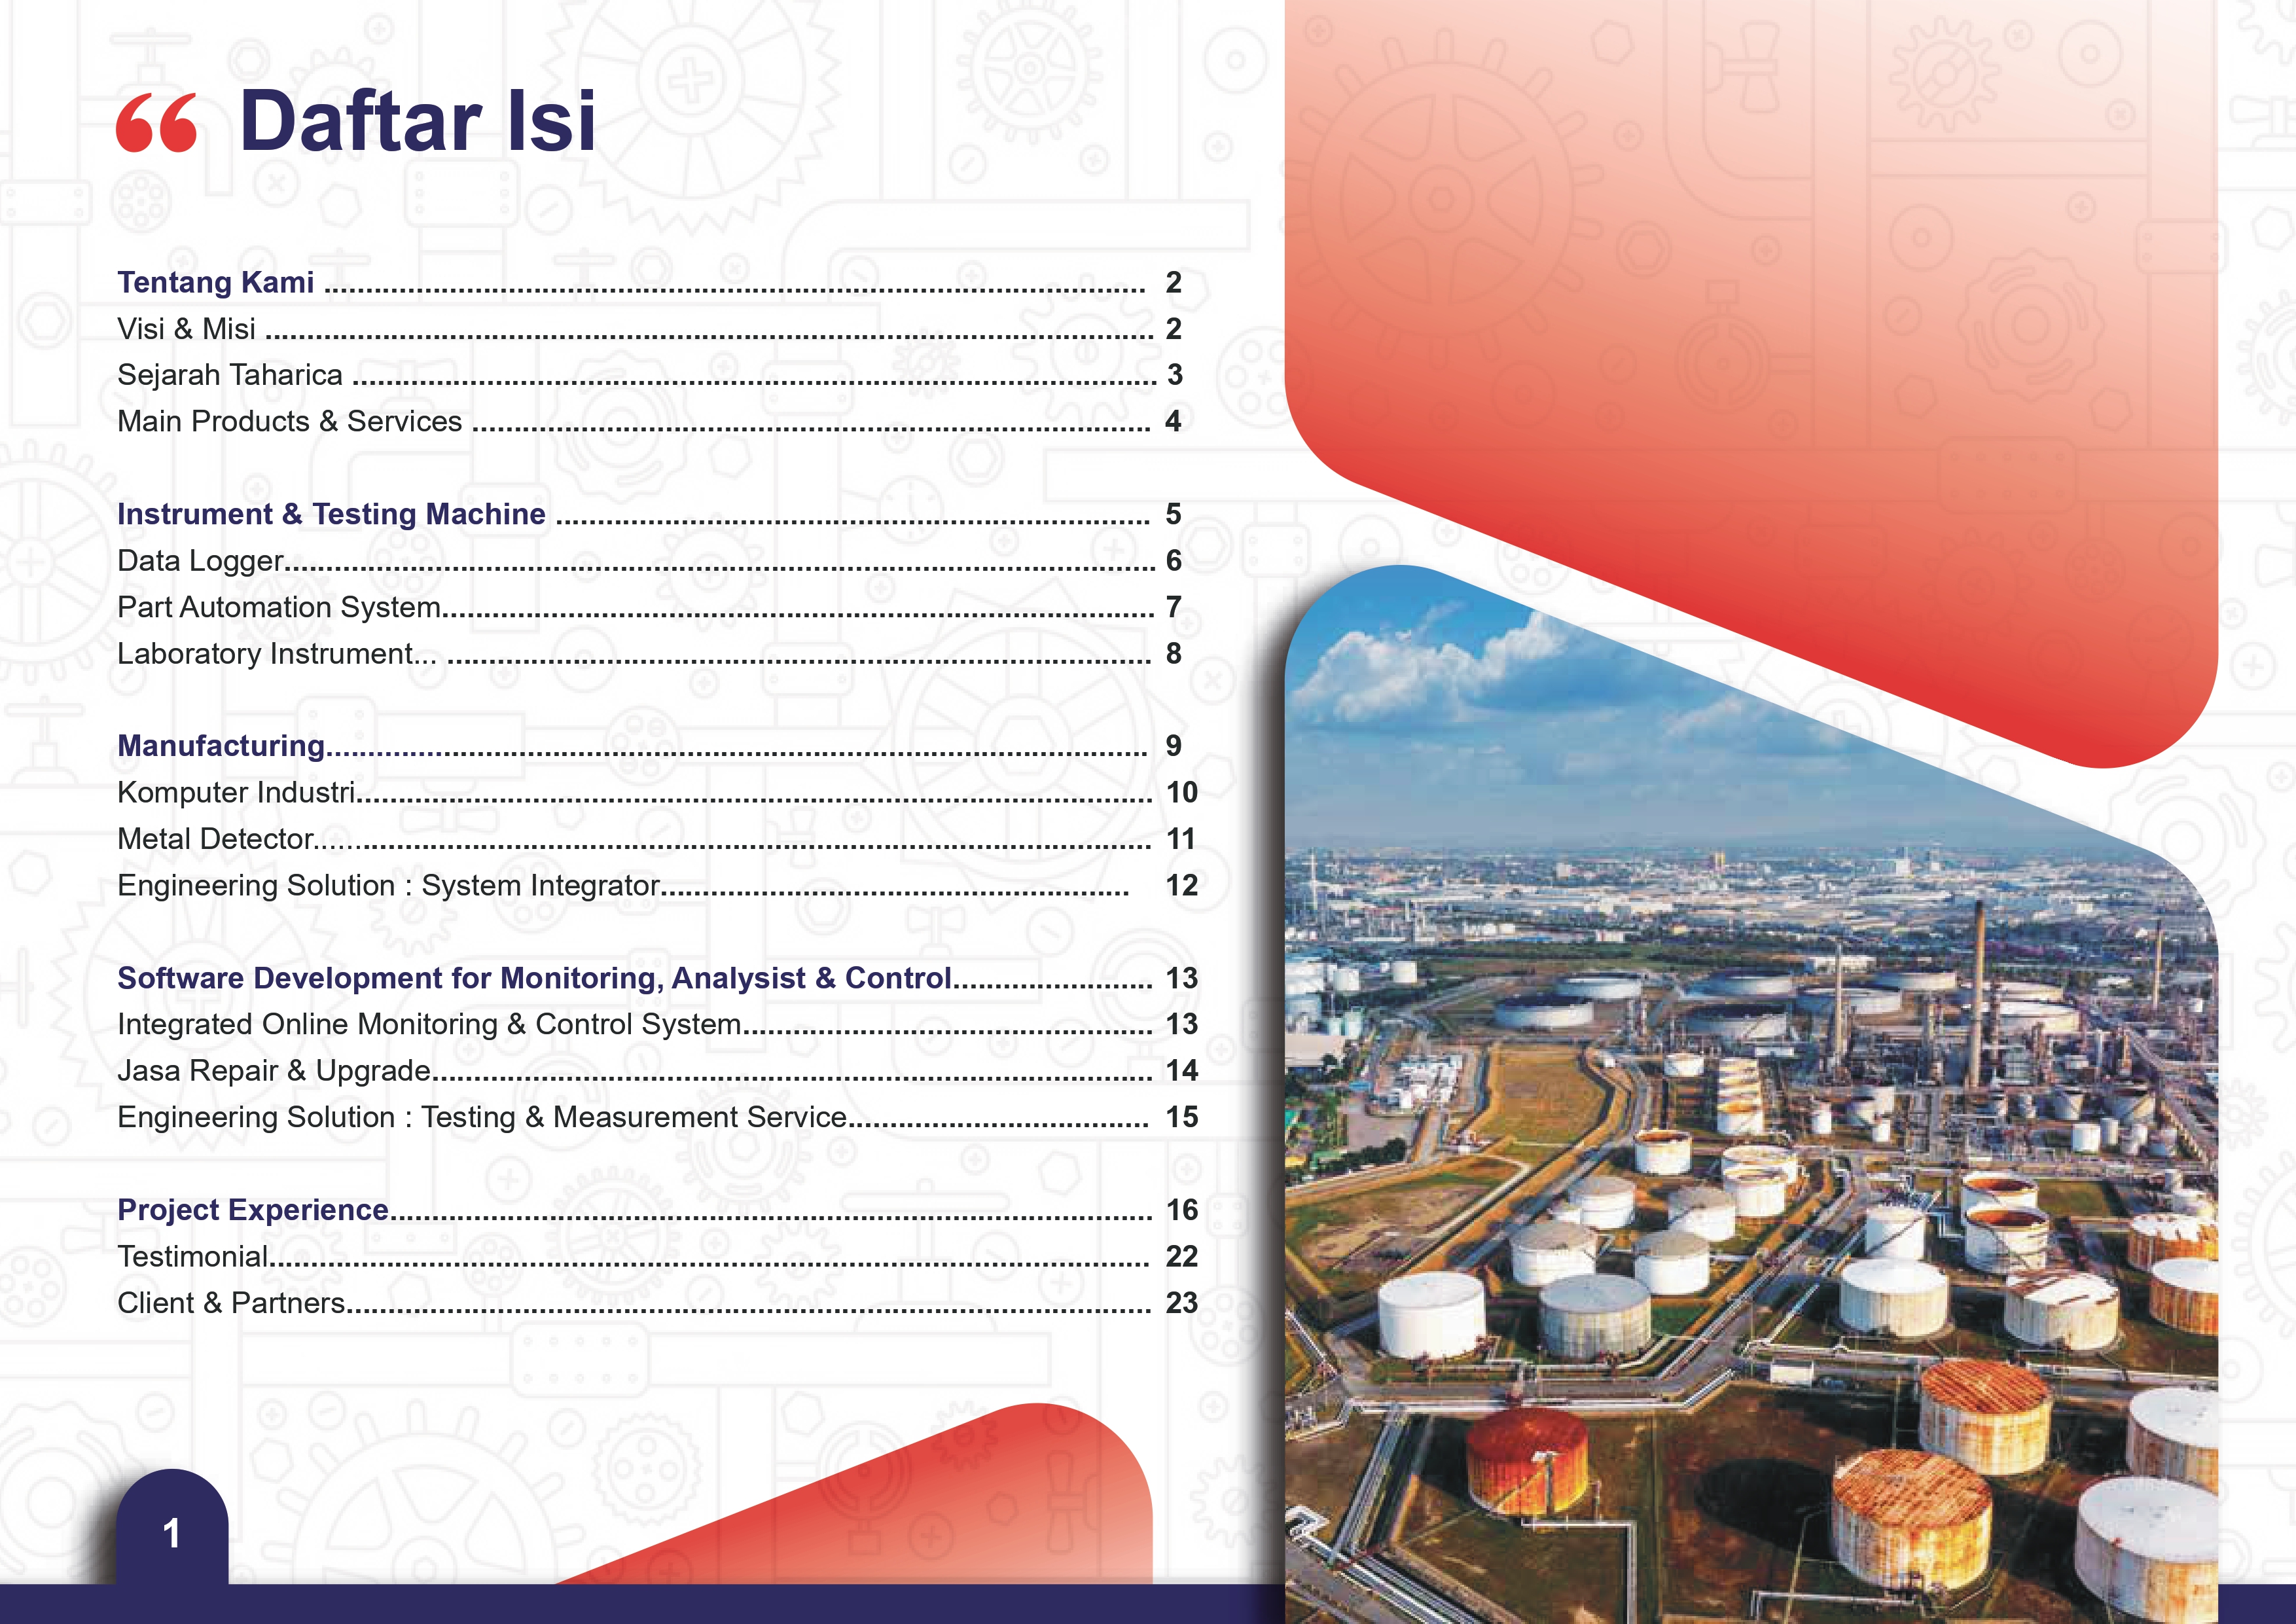 “ Daftar Isi
Tentang Kami ........................................................................................................ 2
Visi & Misi ................................................................................................................ 2
Sejarah Taharica ..................................................................................................... 3
Main Products & Services ..................................................................................... 4
Instrument & Testing Machine ........................................................................... 5
Data Logger.............................................................................................................. 6
Part Automation System.......................................................................................... 7
Laboratory Instrument... ......................................................................................... 8
Manufacturing........................................................................................................ 9
Komputer Industri..................................................................................................... 10
Metal Detector.......................................................................................................... 11
Engineering Solution : System Integrator........................................................... 12
Software Development for Monitoring, Analysist & Control........................ 13
Integrated Online Monitoring & Control System................................................. 13
Jasa Repair & Upgrade........................................................................................... 14
Engineering Solution : Testing & Measurement Service.................................... 15
Project Experience................................................................................................. 16
Testimonial................................................................................................................ 22
Client & Partners...................................................................................................... 23
1